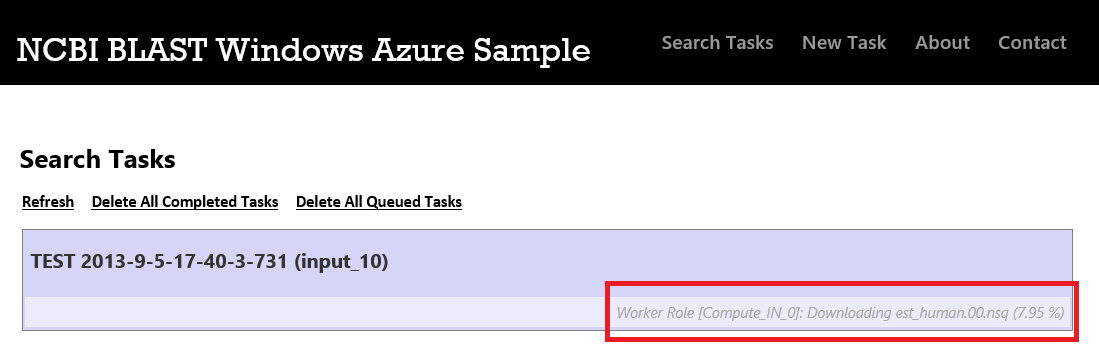 NCBI BLAST Windows Azure Sample
Search Tasks New Task About Contact
Search Tasks
Refresh Delete All Completed Tasks Delete All Queued Tasks
TEST 2013-9-5-17-40-3-731 (input_10)
Worker Role [Compute_IN_0]: Downloading est_human.00.nsq (7.95 %)